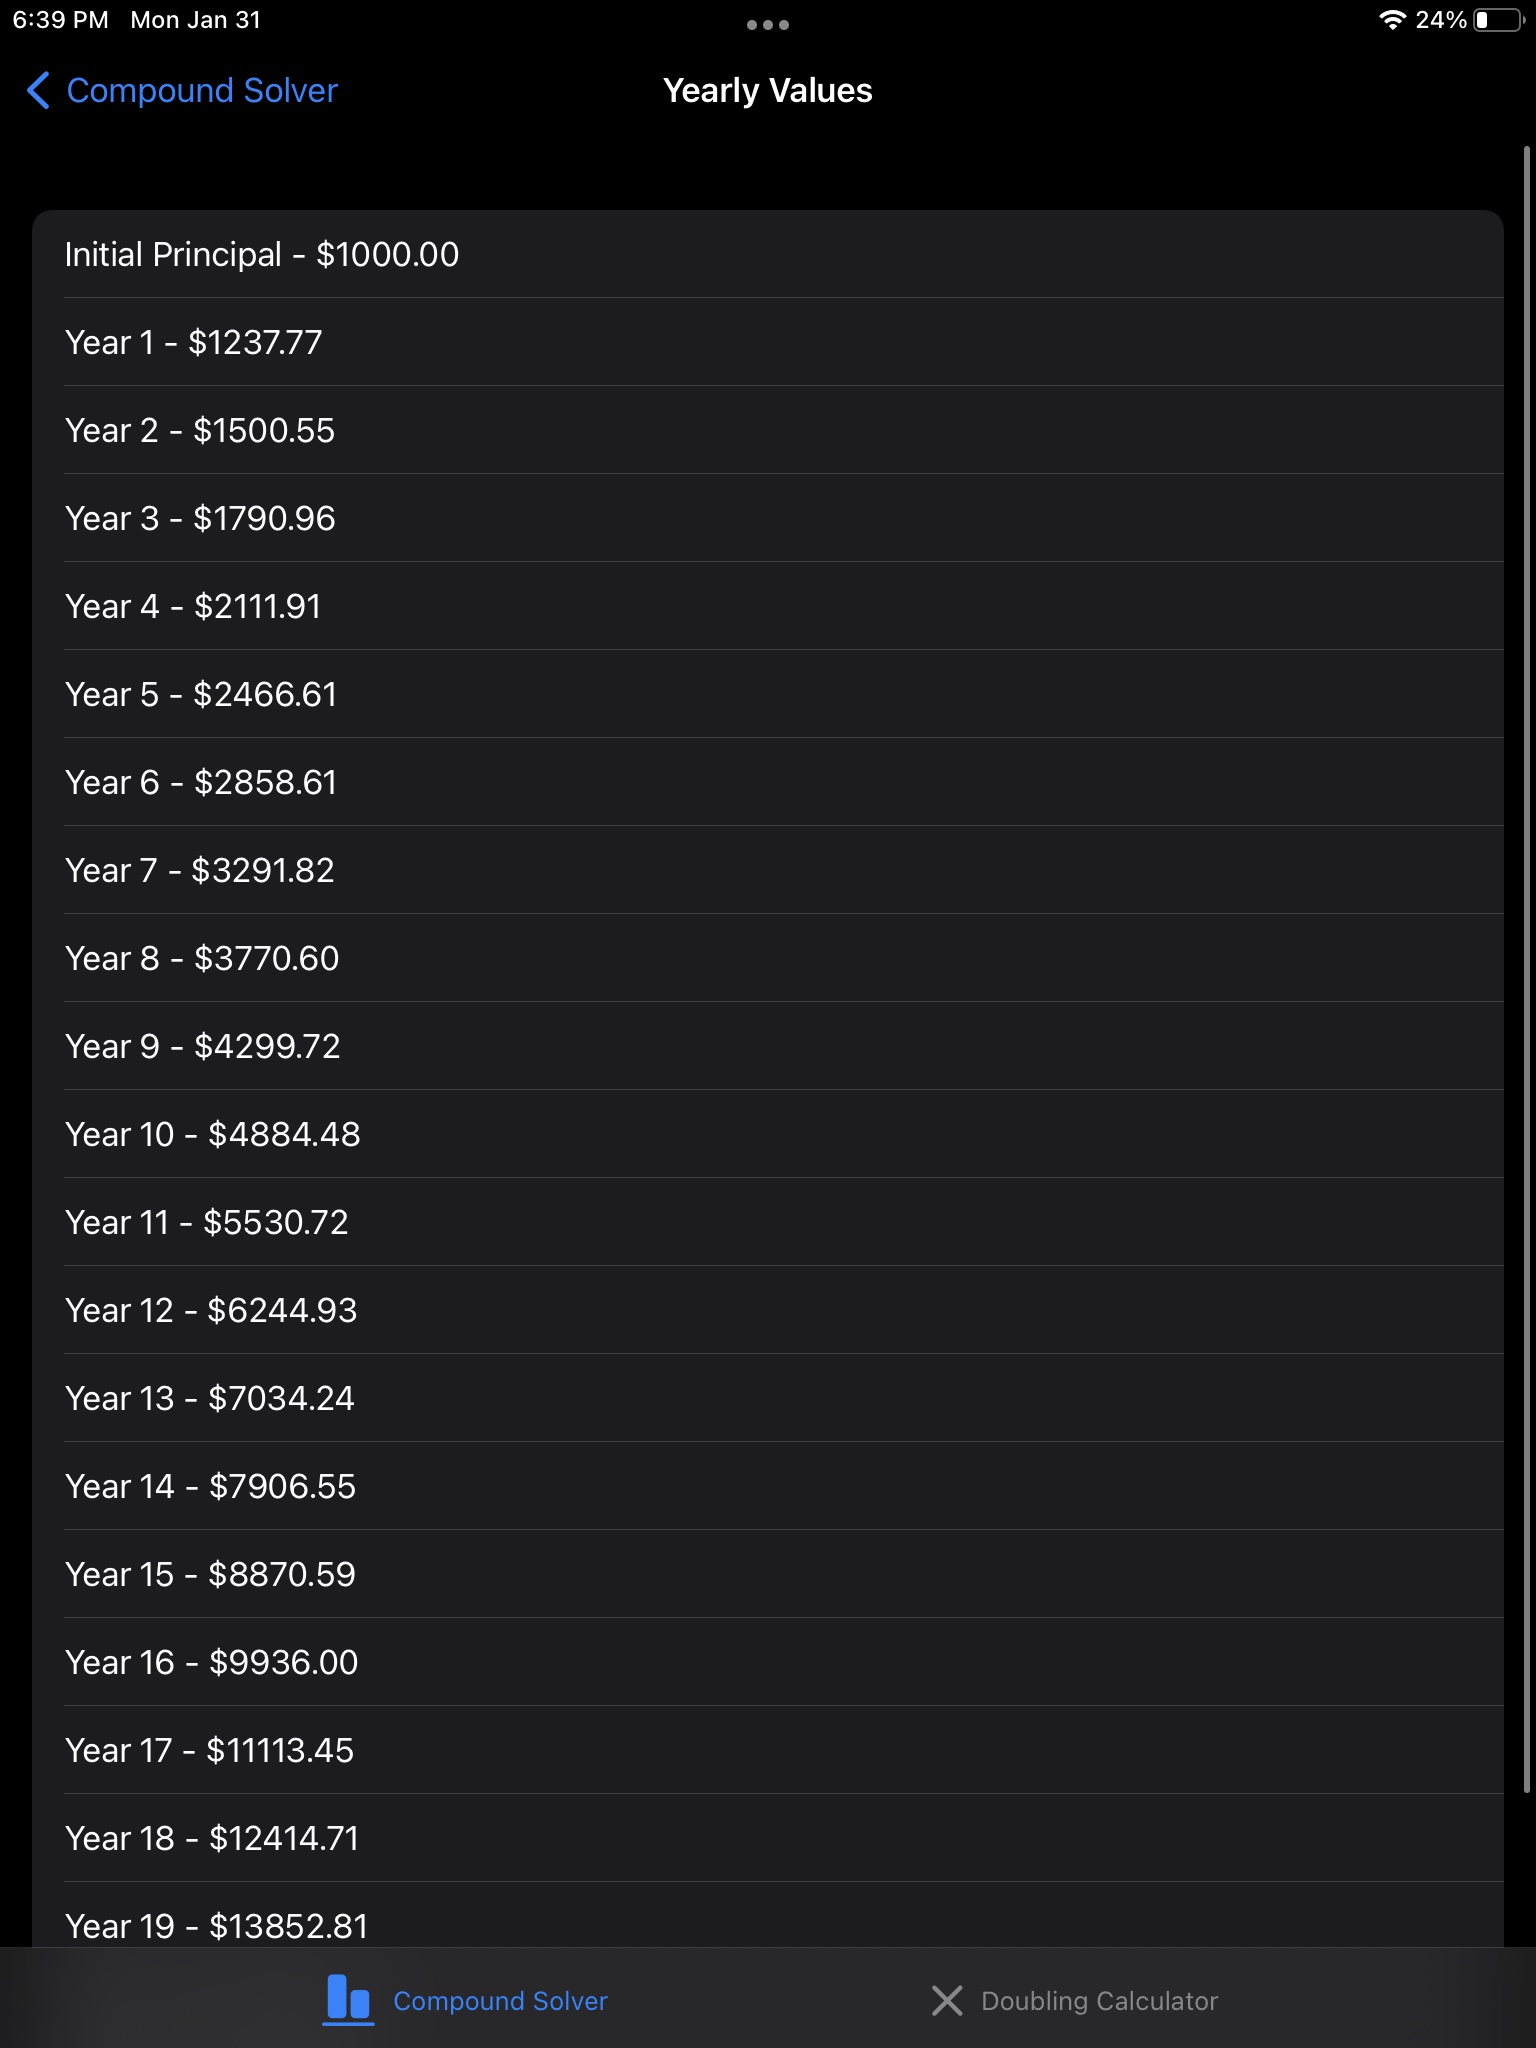 6:39 PM Mon Jan 31 24%
Compound Solver Yearly Values
Initial Principal - $1000.00
Year 1 - $1237.77
Year 2 - $1500.55
Year 3 - $1790.96
Year 4 - $2111.91
Year 5 - $2466.61
Year 6 - $2858.61
Year 7 - $3291.82
Year 8 - $3770.60
Year 9 - $4299.72
Year 10 - $4884.48
Year 11 - $5530.72
Year 12 - $6244.93
Year 13 - $7034.24
Year 14 - $7906.55
Year 15 - $8870.59
Year 16 - $9936.00
Year 17 - $11113.45
Year 18 - $12414.71
Year 19 - $13852.81
Compound Solver Doubling Calculator